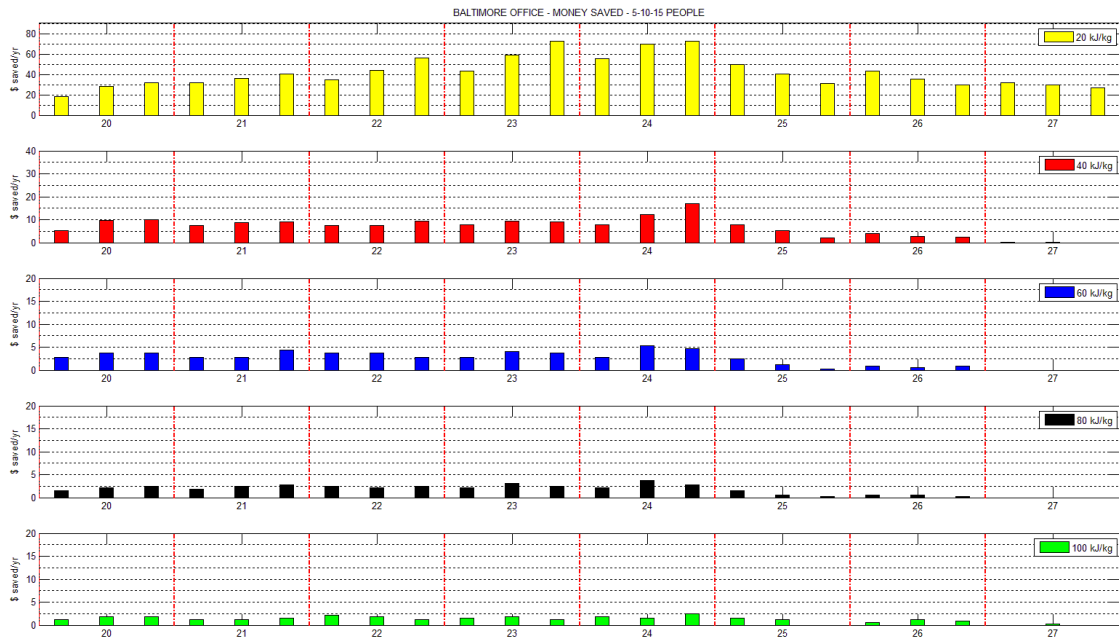 BALTIMORE OFFICE - MONEY SAVED - 5-10-15 PEOPLE
$ saved/yr
80
60
40
20
0
20 kJ/kg
20 21 22 23 24 25 26 27
$ saved/yr
40
30
20
10
0
40 kJ/kg
20 21 22 23 24 25 26 27
$ saved/yr
20
15
10
5
0
60 kJ/kg
20 21 22 23 24 25 26 27
$ saved/yr
20
15
10
5
0
80 kJ/kg
20 21 22 23 24 25 26 27
$ saved/yr
20
15
10
5
0
100 kJ/kg
20 21 22 23 24 25 26 27